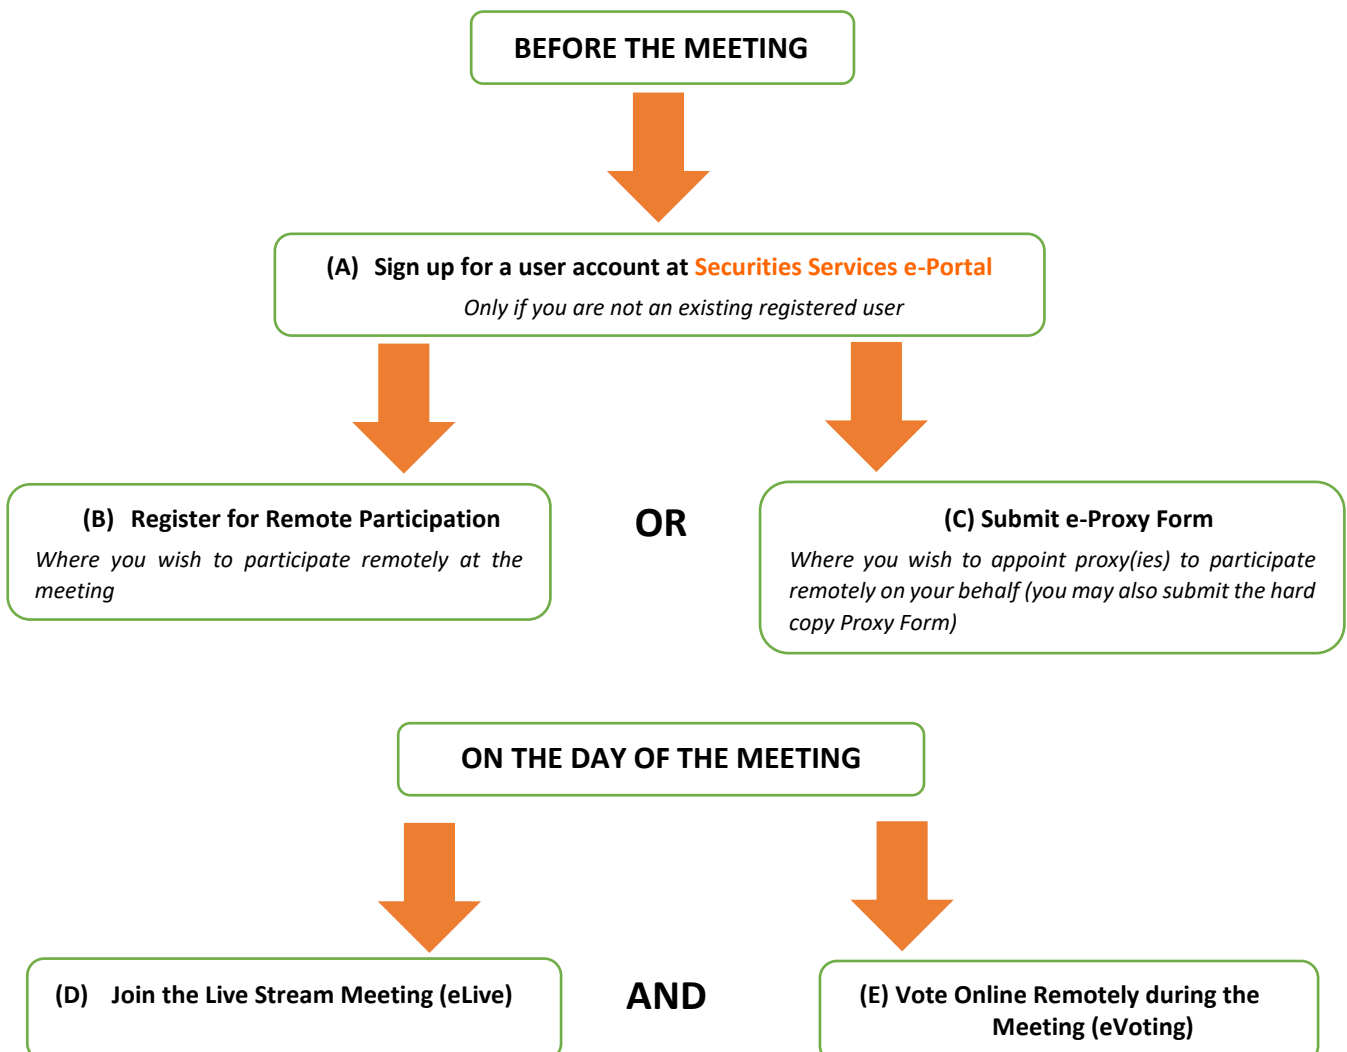 BEFORE THE MEETING
(A) Sign up for a user account at Securities Services e-Portal
Only if you are not an existing registered user
(B) Register for Remote Participation
Where you wish to participate remotely at the
meeting
OR
(C) Submit e-Proxy Form
Where you wish to appoint proxy(ies) to participate
remotely on your behalf (you may also submit the hard
copy Proxy Form)
ON THE DAY OF THE MEETING
(D) Join the Live Stream Meeting (eLive)
AND
(E) Vote Online Remotely during the
Meeting (eVoting)